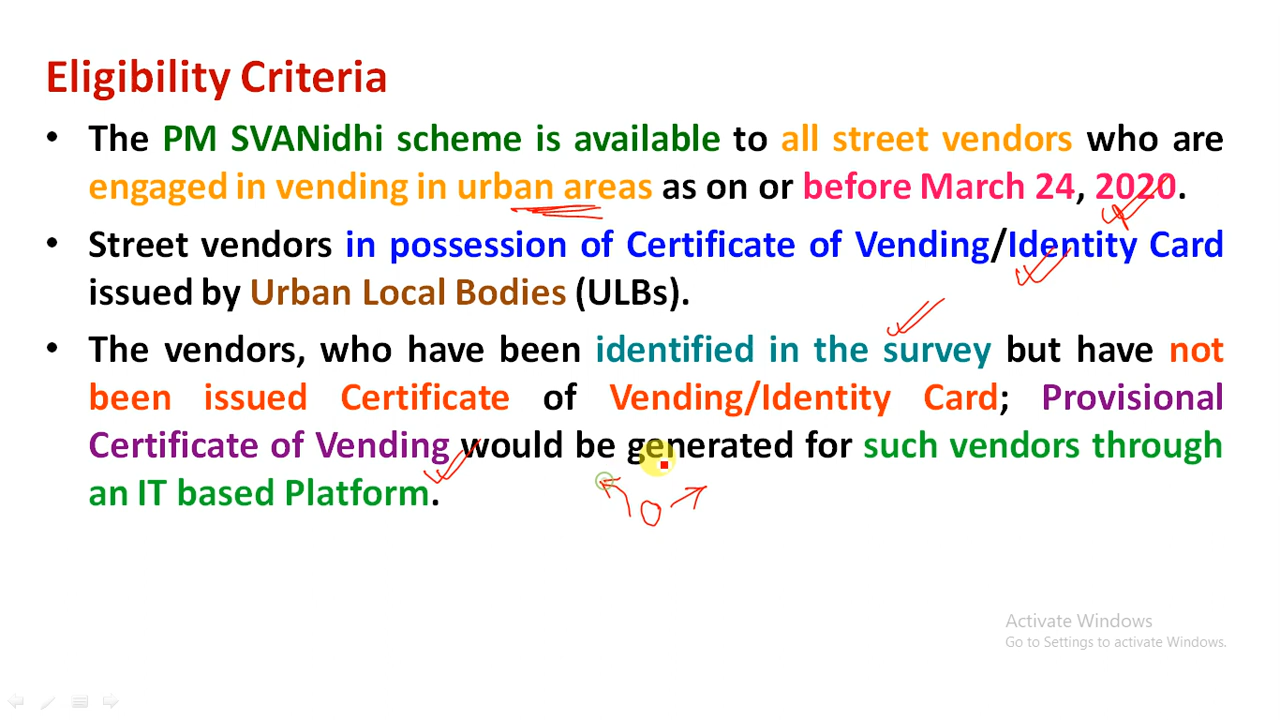 Eligibility Criteria
• The PM SVANidhi scheme is available to all street vendors who are
engaged in vending in urban areas as on or before March 24, 2020.
• Street vendors in possession of Certificate of Vending/Identity Card
issued by Urban Local Bodies (ULBs).
• The vendors, who have been identified in the survey but have not
been issued Certificate of Vending/Identity Card; Provisional
Certificate of Vending would be generated for such vendors through
an IT based Platform.
Activate Windows
Go to Settings to activate Windows.